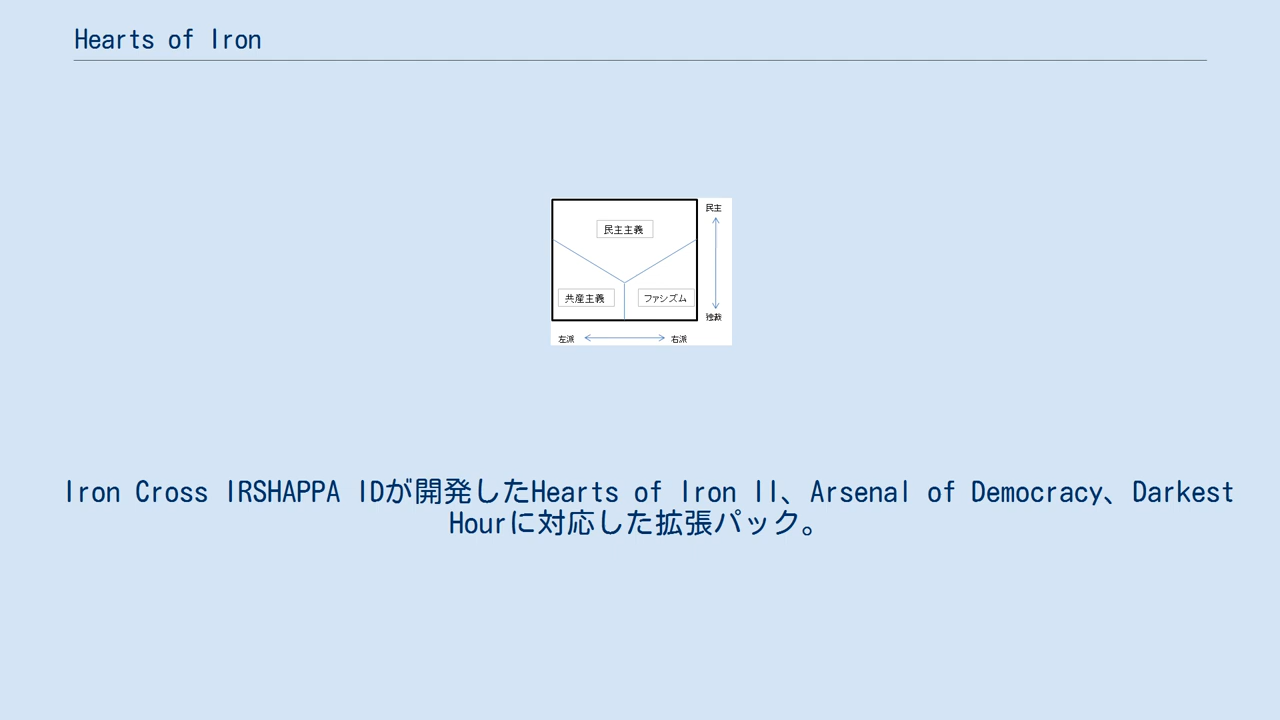 Hearts of Iron
民主
民主主義
共産主義
ファシズム
独裁
左派
右派
Iron Cross IRSHAPPA IDが開発したHearts of Iron II、Arsenal of Democracy、Darkest
Hourに対応した拡張パック。